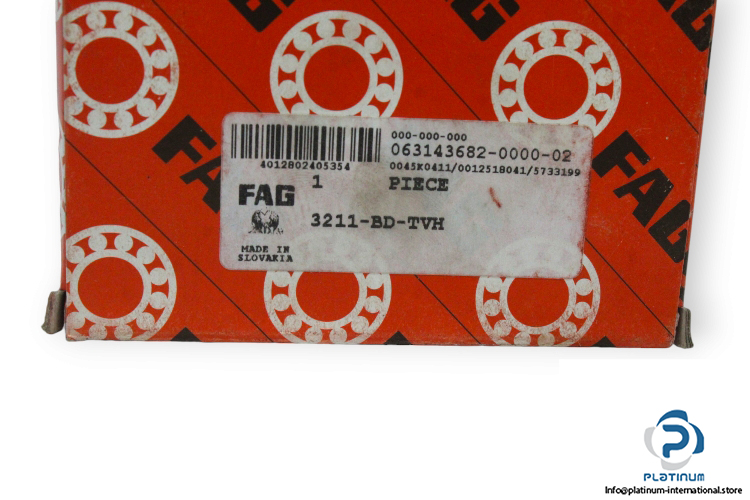 FAG
FAG
FAG
000-000-000
063143682-0000-02
4012802405354
0045K0411/0012518041/5733199
1 PIECE
FAG
3211-BD-TVH
MADE IN
SLOVAKIA
PLATINUM
Info@platinum-international.store